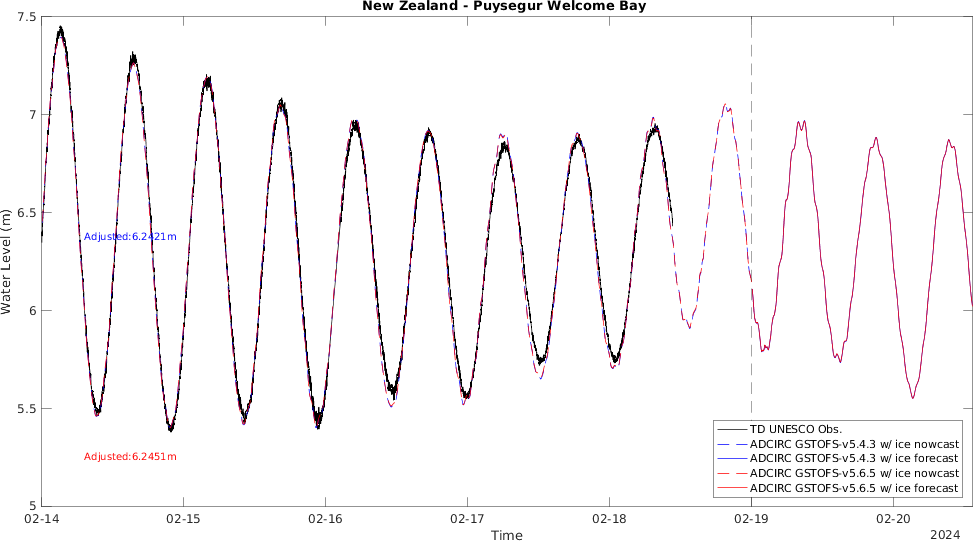 New Zealand - Puysegur Welcome Bay
7.5
7
6.5
6
5.5
5
Water Level (m)
Adjusted:6.2421m
Adjusted:6.2451m
TD UNESCO Obs.
ADCIRC GSTOFS-v5.4.3 w/ ice nowcast
ADCIRC GSTOFS-v5.4.3 w/ ice forecast
ADCIRC GSTOFS-v5.6.5 w/ ice nowcast
ADCIRC GSTOFS-v5.6.5 w/ ice forecast
02-14 02-15 02-16 02-17 02-18 02-19 02-20
Time
2024